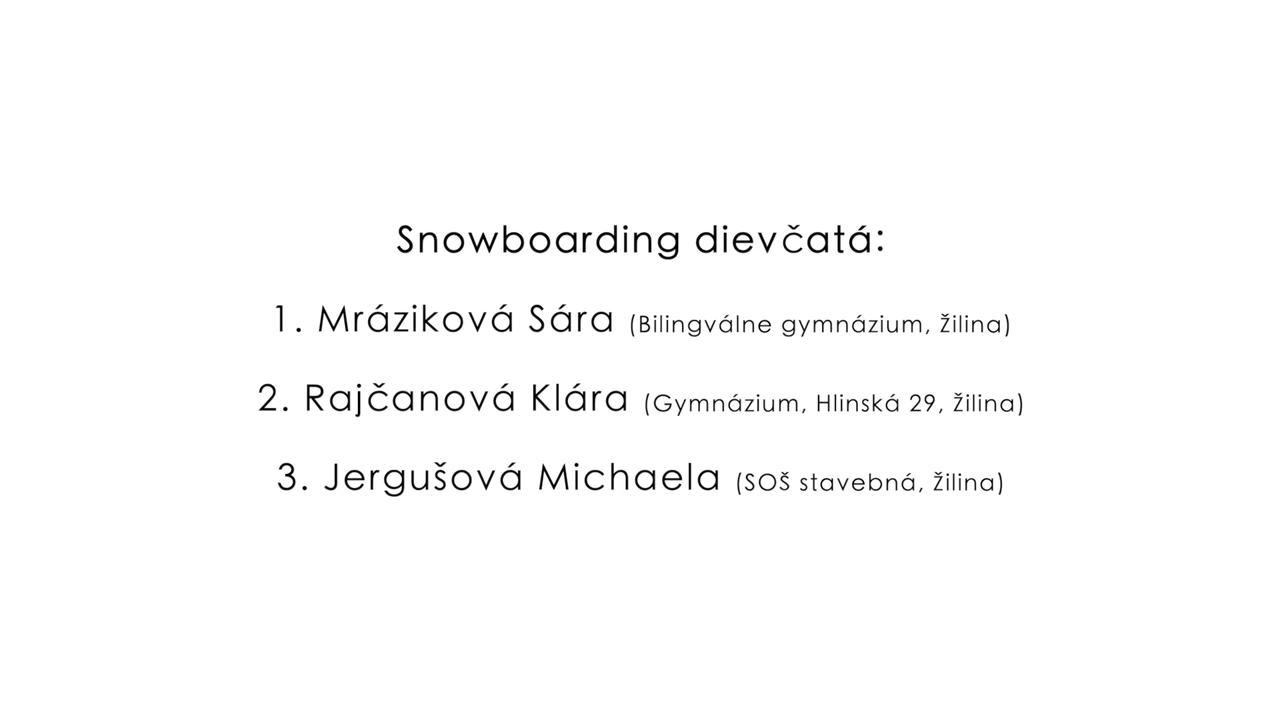 Snowboarding dievčatá:
1. Mráziková Sára (Bilingválne gymnázium, Žilina)
2. Rajčanová Klára (Gymnázium, Hlinská 29, Žilina)
3. Jergušová Michaela (SOŠ stavebná, Žilina)